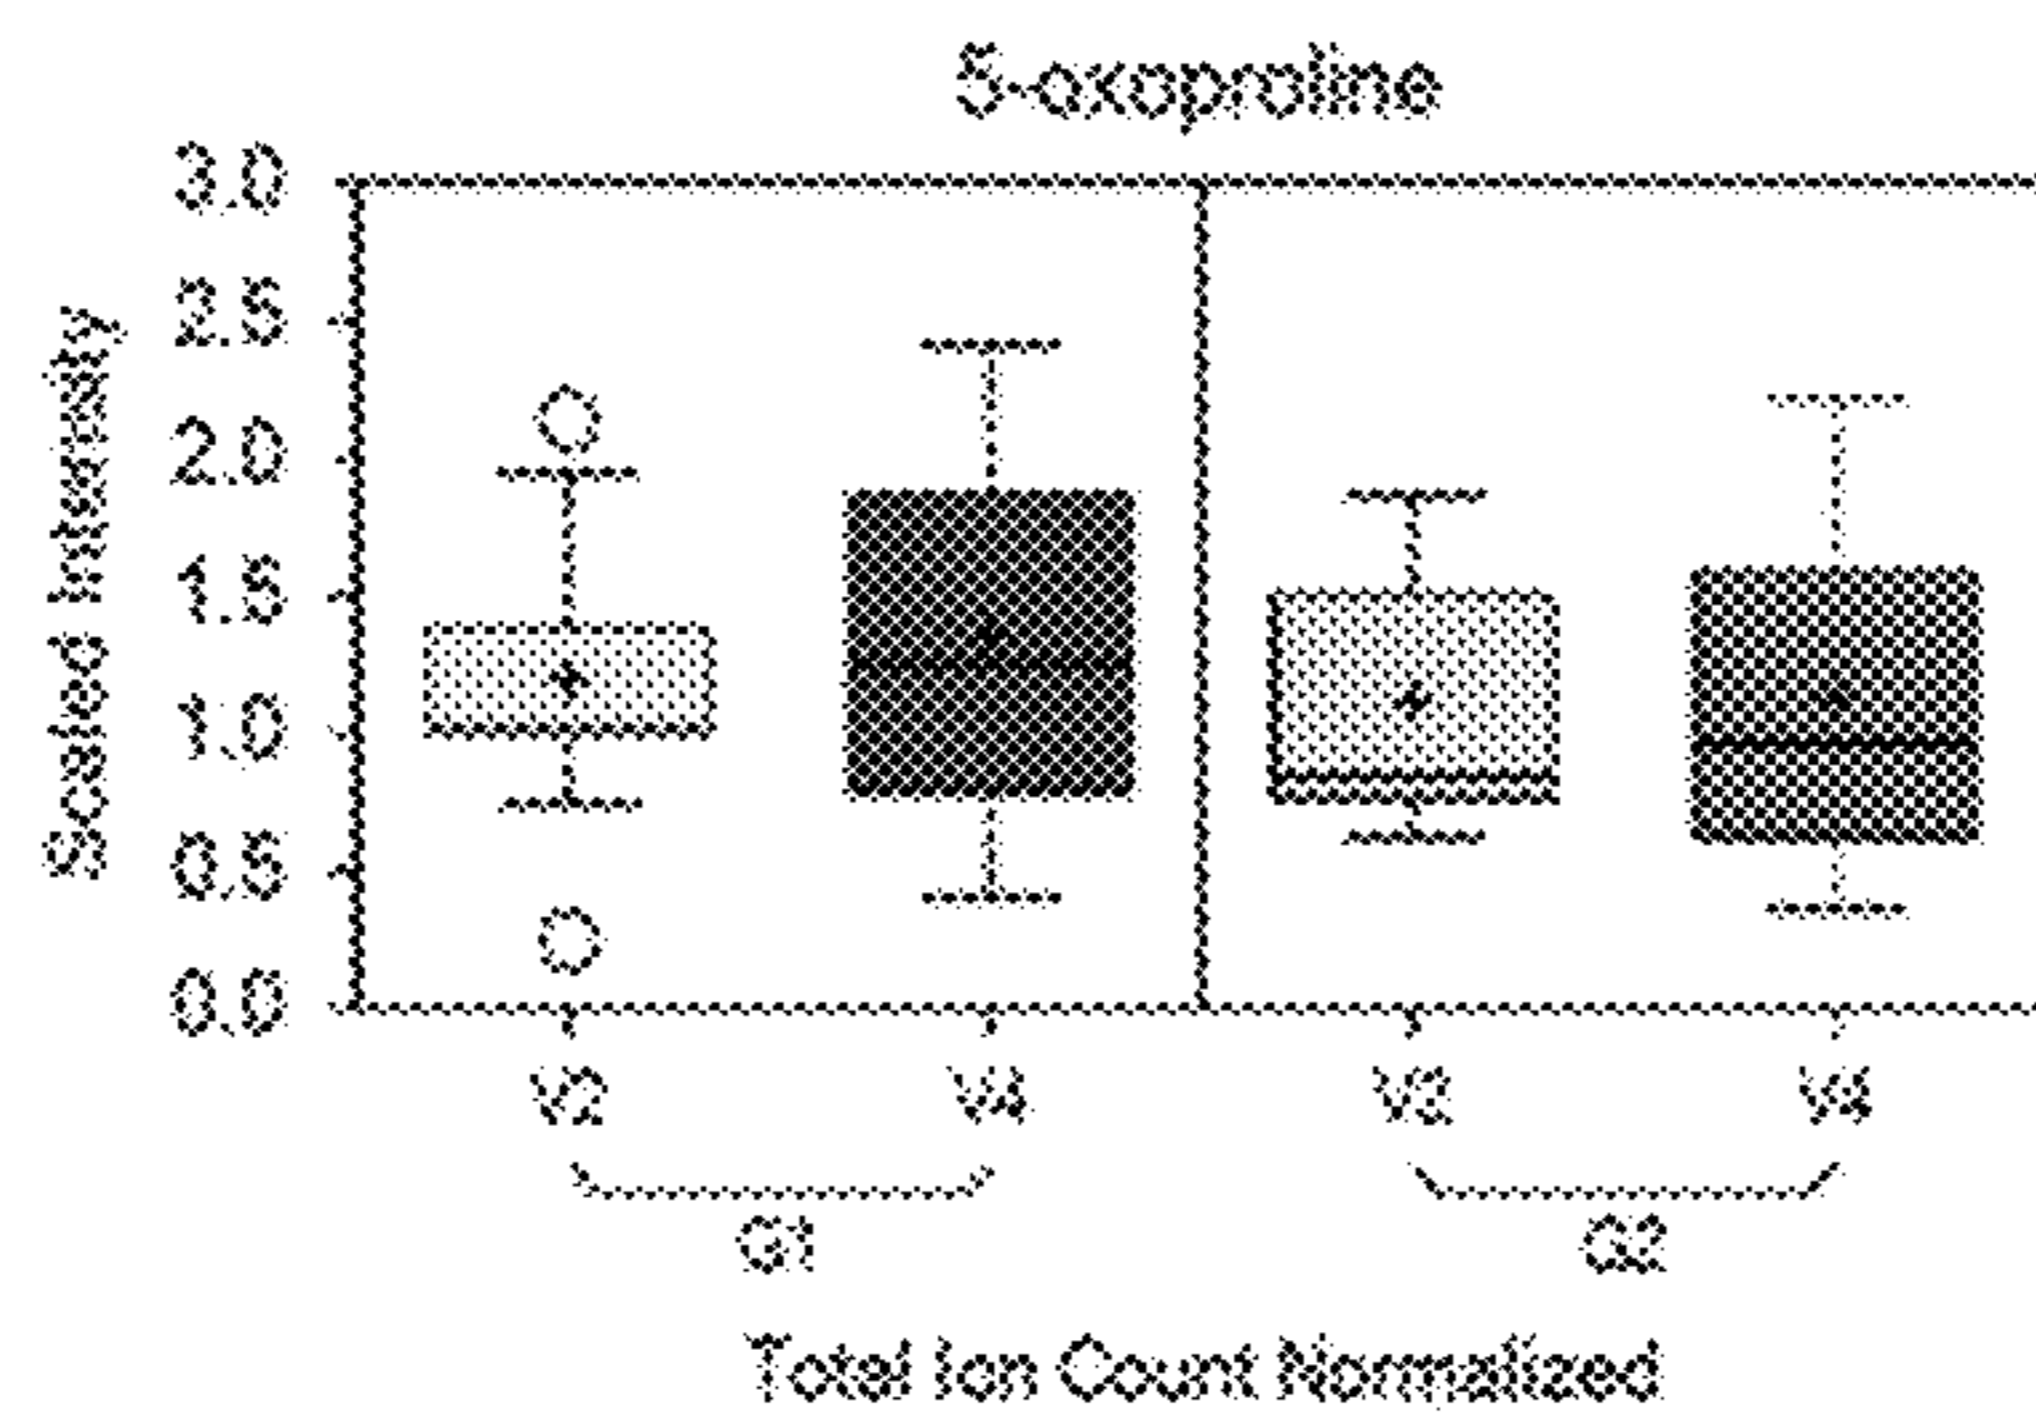 5-oxoproline
3.0
2.5
2.0
1.5
1.0
0.5
0.0
Scaled Intensity
V2 V4 V2 V4
G1 G2
Total Ion Count Normalized